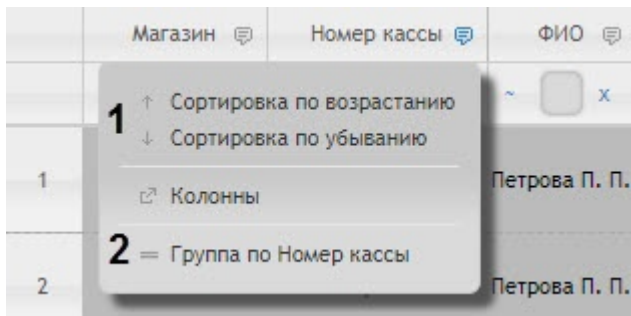 Магазин Номер кассы ФИО
~ x
1 ↑ Сортировка по возрастанию
↓ Сортировка по убыванию
1 Петрова П. П.
Колонны
2 = Группа по Номер кассы
2 Петрова П. П.